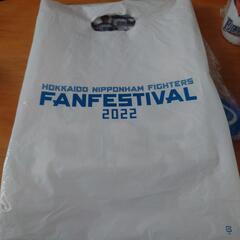 HOKKAIDO NIPPONHAM FIGHTERS
FANFESTIVAL
2022